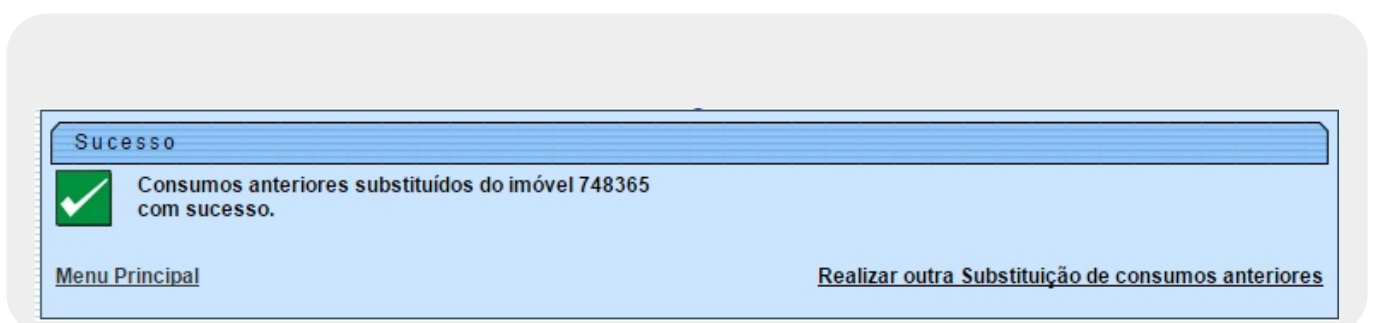 Sucesso
Consumos anteriores substituídos do imóvel 748365
com sucesso.
Menu Principal
Realizar outra Substituição de consumos anteriores